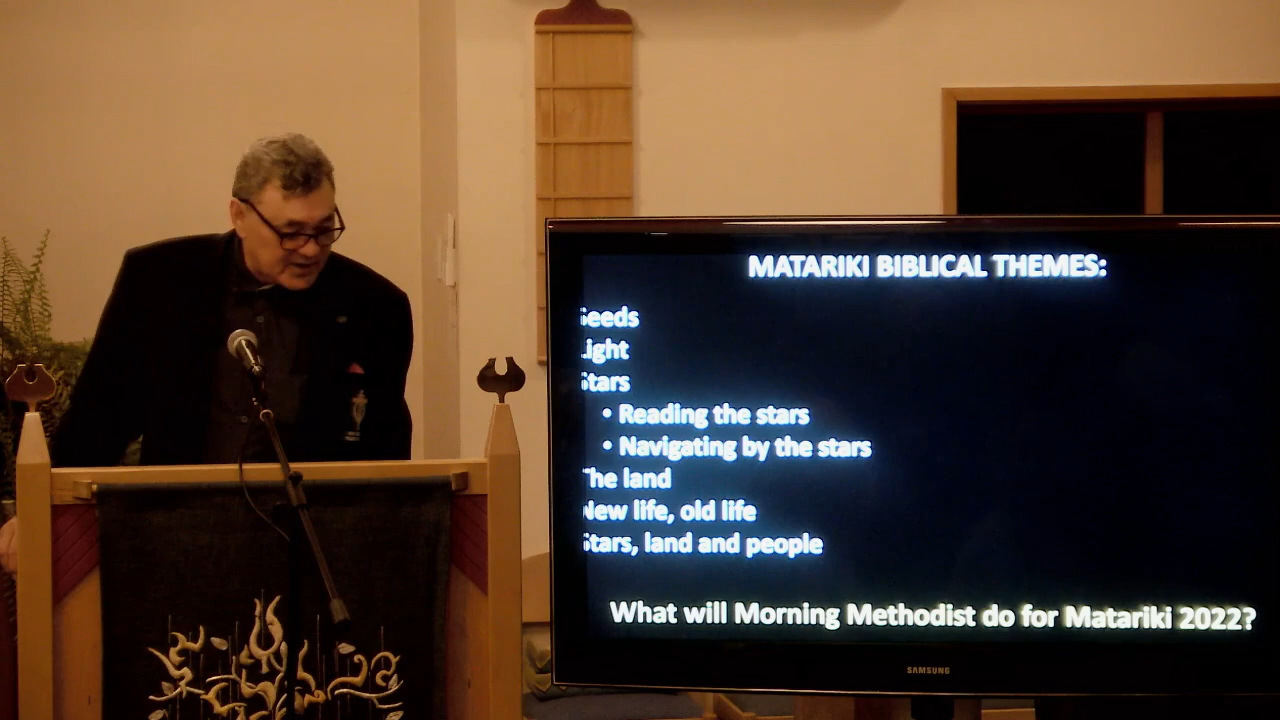 MATARIKI BIBLICAL THEMES:
Seeds
Light
Stars
• Reading the stars
• Navigating by the stars
The land
New life, old life
Stars, land and people
What will Morning Methodist do for Matariki 2022?
SAMSUNG